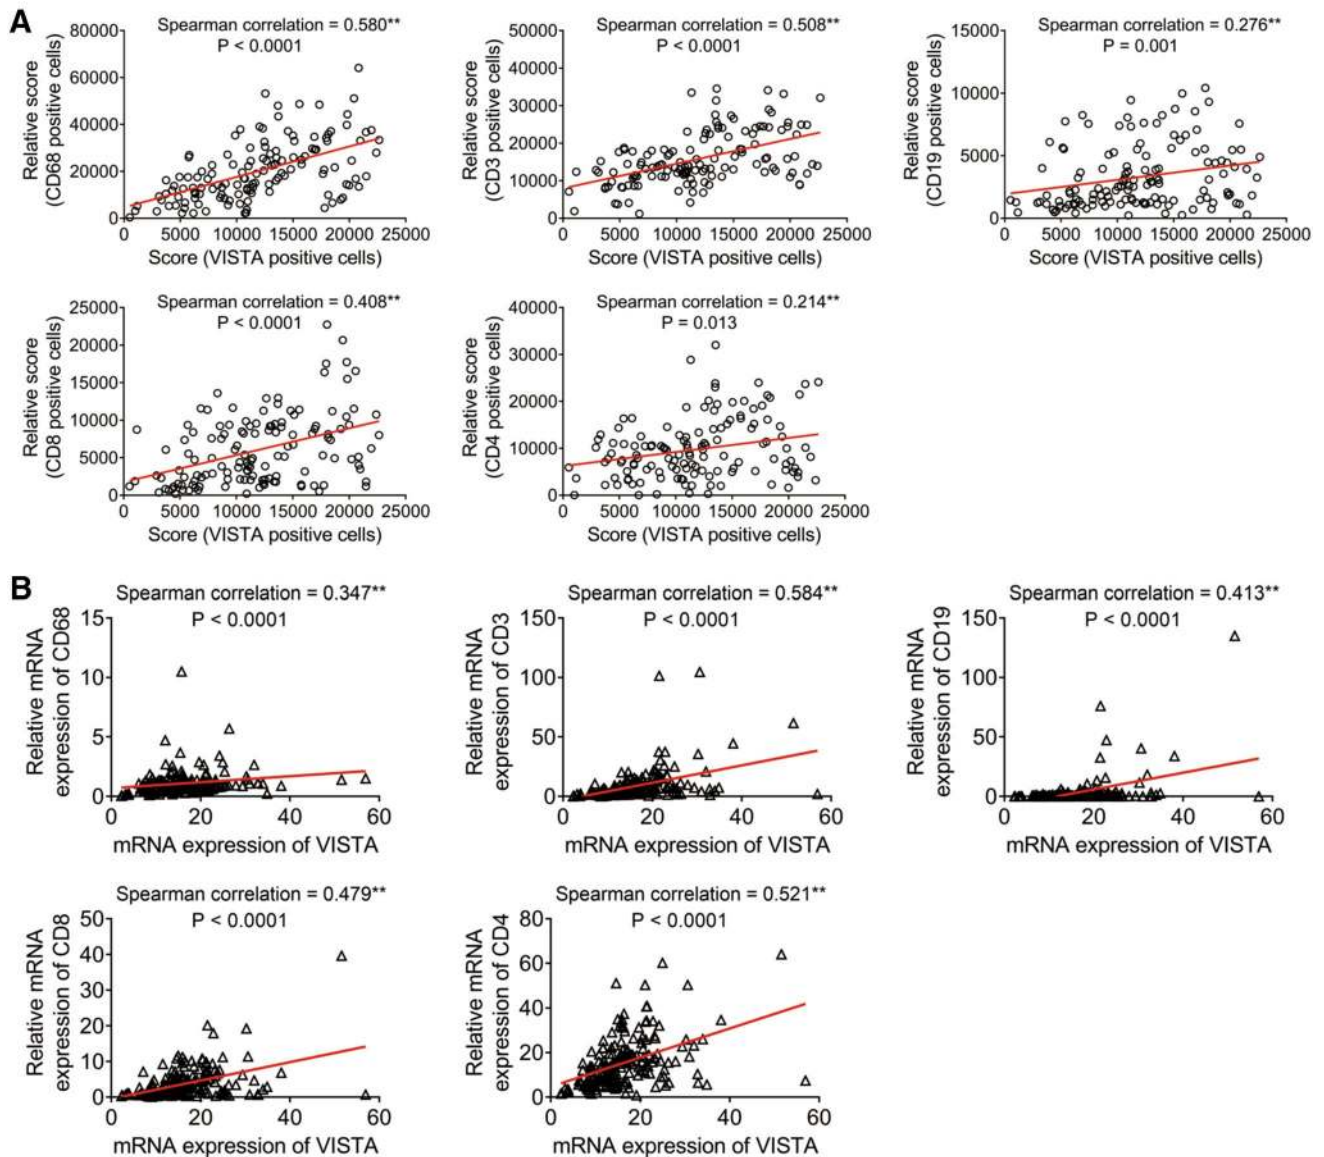 A
Spearman correlation = 0.580**
P < 0.0001
Relative score
(CD68 positive cells)
80000
60000
40000
20000
0
0 5000 10000 15000 20000 25000
Score (VISTA positive cells)
Spearman correlation = 0.508**
P < 0.0001
Relative score
(CD3 positive cells)
50000
40000
30000
20000
10000
0
0 5000 10000 15000 20000 25000
Score (VISTA positive cells)
Spearman correlation = 0.276**
P = 0.001
Relative score
(CD19 positive cells)
15000
10000
5000
0
0 5000 10000 15000 20000 25000
Score (VISTA positive cells)
Spearman correlation = 0.408**
P < 0.0001
Relative score
(CD8 positive cells)
25000
20000
15000
10000
5000
0
0 5000 10000 15000 20000 25000
Score (VISTA positive cells)
Spearman correlation = 0.214**
P = 0.013
Relative score
(CD4 positive cells)
40000
30000
20000
10000
0
0 5000 10000 15000 20000 25000
Score (VISTA positive cells)
B
Spearman correlation = 0.347**
P < 0.0001
Relative mRNA
expression of CD68
15
10
5
0
0 20 40 60
mRNA expression of VISTA
Spearman correlation = 0.584**
P < 0.0001
Relative mRNA
expression of CD3
150
100
50
0
0 20 40 60
mRNA expression of VISTA
Spearman correlation = 0.413**
P < 0.0001
Relative mRNA
expression of CD19
150
100
50
0
0 20 40 60
mRNA expression of VISTA
Spearman correlation = 0.479**
P < 0.0001
Relative mRNA
expression of CD8
50
40
30
20
10
0
0 20 40 60
mRNA expression of VISTA
Spearman correlation = 0.521**
P < 0.0001
Relative mRNA
expression of CD4
80
60
40
20
0
0 20 40 60
mRNA expression of VISTA